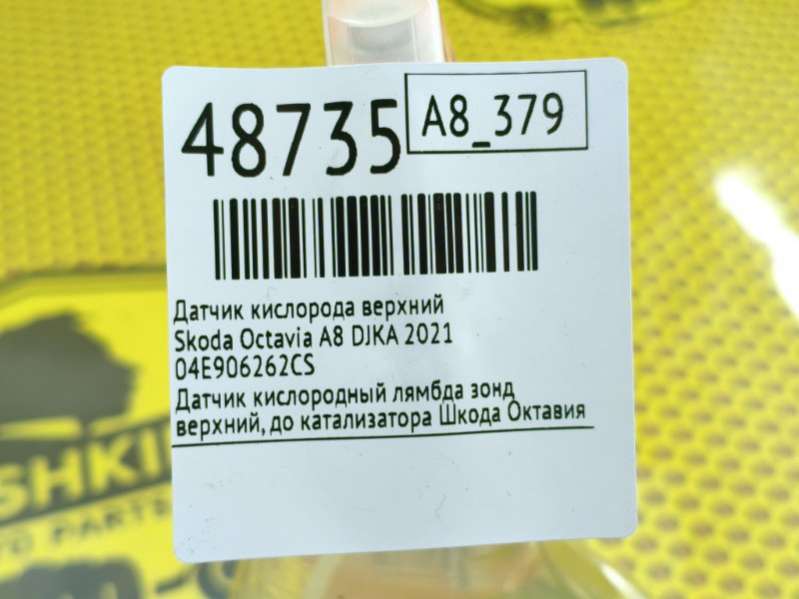 48735
A8_379
Датчик кислорода верхний
Skoda Octavia A8 DJKA 2021
04E906262CS
Датчик кислородный лямбда зонд
верхний, до катализатора Шкода Октавия